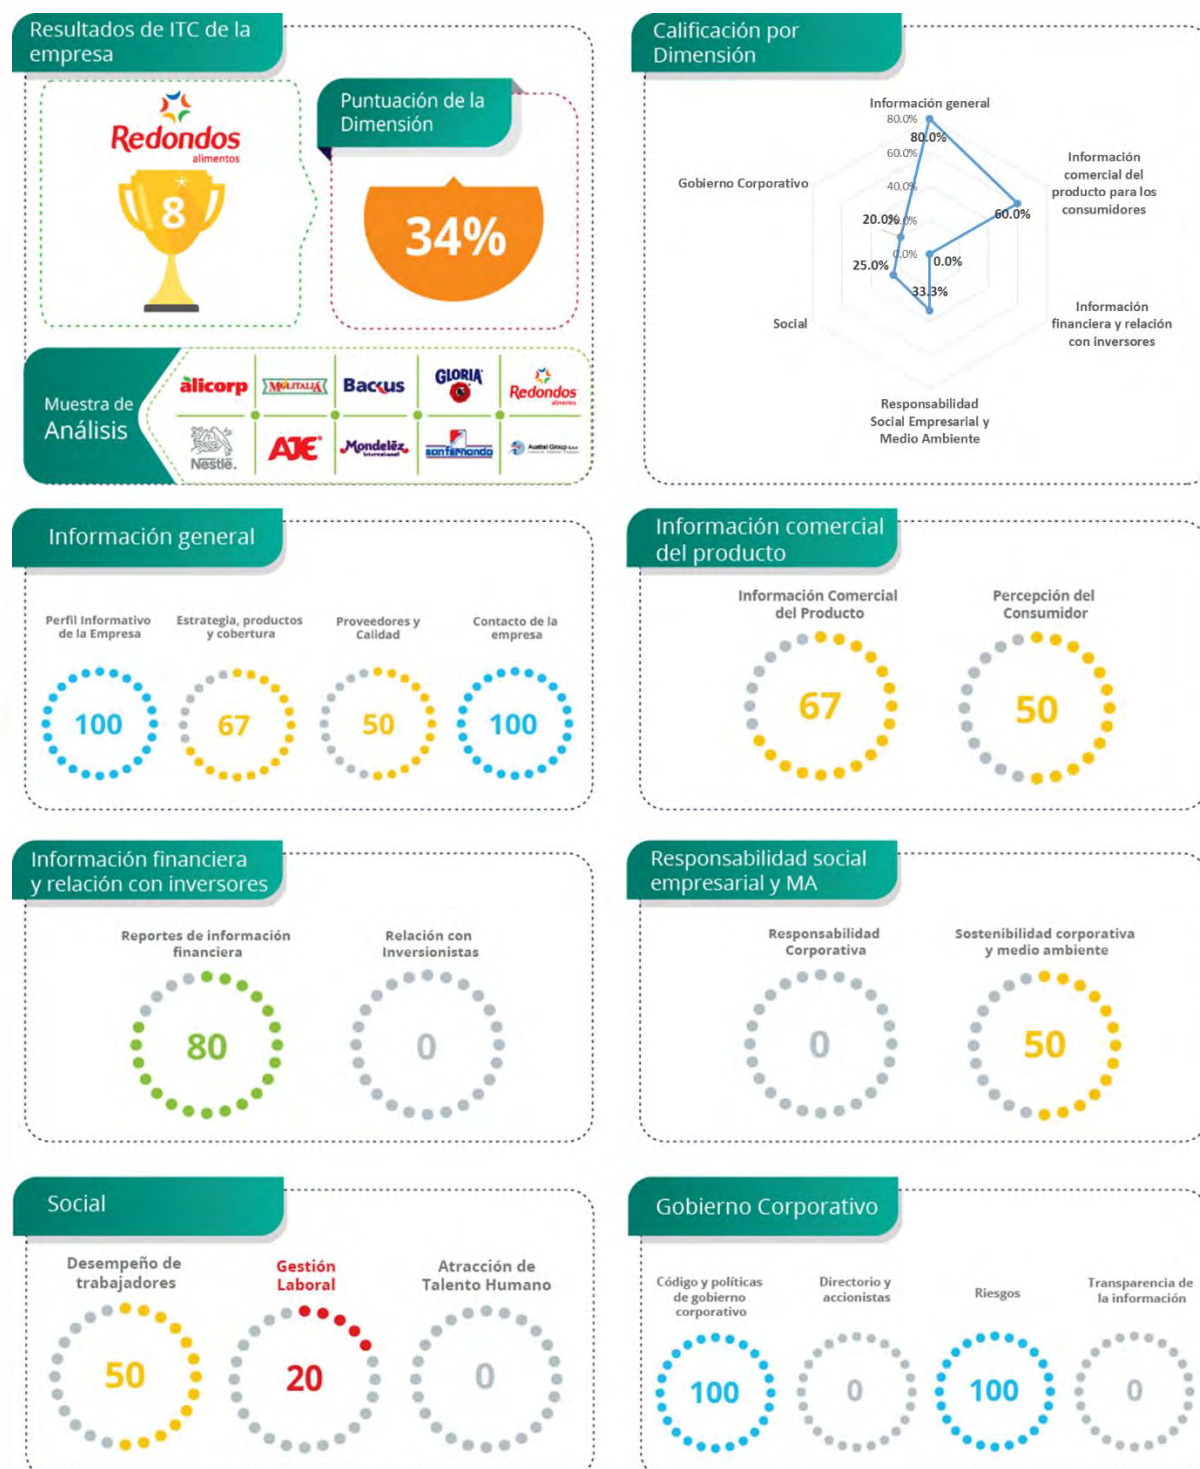 Resultados de ITC de la
empresa
Redondos
alimentos
8
Puntuación de la
Dimensión
34%
Muestra de
Análisis
alicorp
MOLITALIA
Backus
GLORIA
Redondos
alimentos
Nestlé.
AJE
Mondelēz
International
san fernando
Austral Group S.A.A
Calificación por
Dimensión
Información general
80.0%
80.0%
60.0%
40.0%
20.0%
20.0%
0.0%
0.0%
60.0%
25.0%
33.3%
Información
comercial del
producto para los
consumidores
Gobierno Corporativo
Social
Información
financiera y relación
con inversores
Responsabilidad
Social Empresarial y
Medio Ambiente
Información general
Perfil Informativo
de la Empresa
100
Estrategia, productos
y cobertura
67
Proveedores y
Calidad
50
Contacto de la
empresa
100
Información comercial
del producto
Información Comercial
del Producto
67
Percepción del
Consumidor
50
Información financiera
y relación con inversores
Reportes de información
financiera
80
Relación con
Inversionistas
0
Responsabilidad social
empresarial y MA
Responsabilidad
Corporativa
0
Sostenibilidad corporativa
y medio ambiente
50
Social
Desempeño de
trabajadores
50
Gestión
Laboral
20
Atracción de
Talento Humano
0
Gobierno Corporativo
Código y políticas
de gobierno
corporativo
100
Directorio y
accionistas
0
Riesgos
100
Transparencia de
la información
0